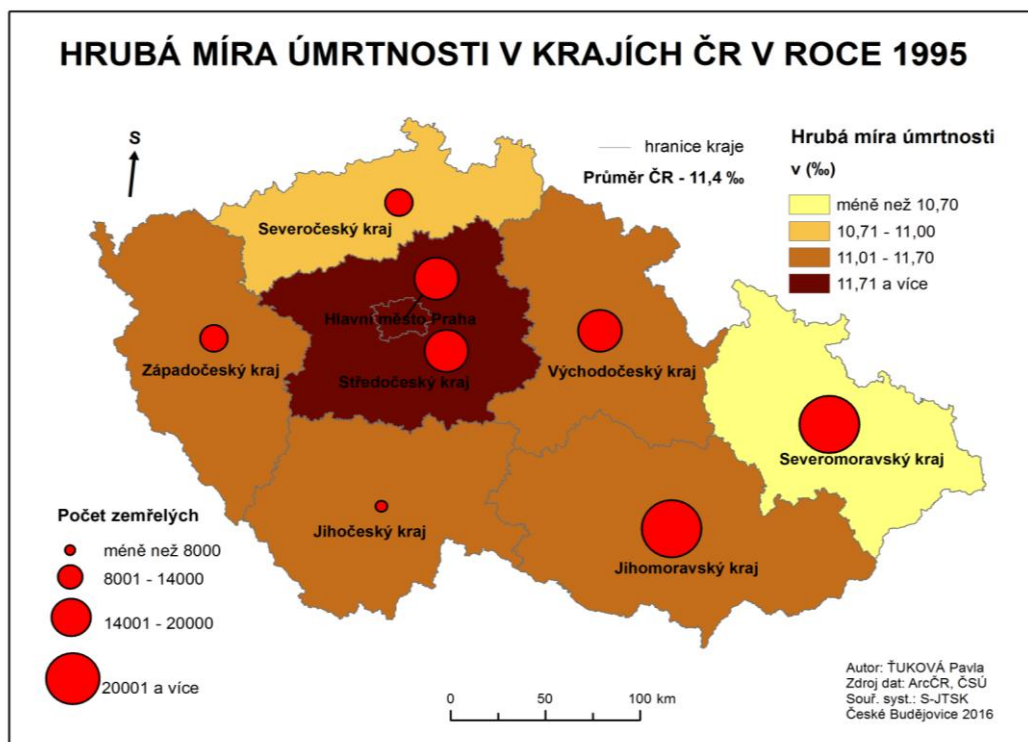 HRUBÁ MÍRA ÚMRTNOSTI V KRAJÍCH ČR V ROCE 1995
S
hranice kraje
Průměr ČR - 11,4 ‰
Hrubá míra úmrtnosti
v (‰)
méně než 10,70
10,71 - 11,00
11,01 - 11,70
11,71 a více
Severočeský kraj
Hlavní město Praha
Západočeský kraj
Středočeský kraj
Východočeský kraj
Severomoravský kraj
Jihočeský kraj
Jihomoravský kraj
Počet zemřelých
méně než 8000
8001 - 14000
14001 - 20000
20001 a více
0 50 100 km
Autor: ŤUKOVÁ Pavla
Zdroj dat: ArcČR, ČSÚ
Souř. syst.: S-JTSK
České Budějovice 2016